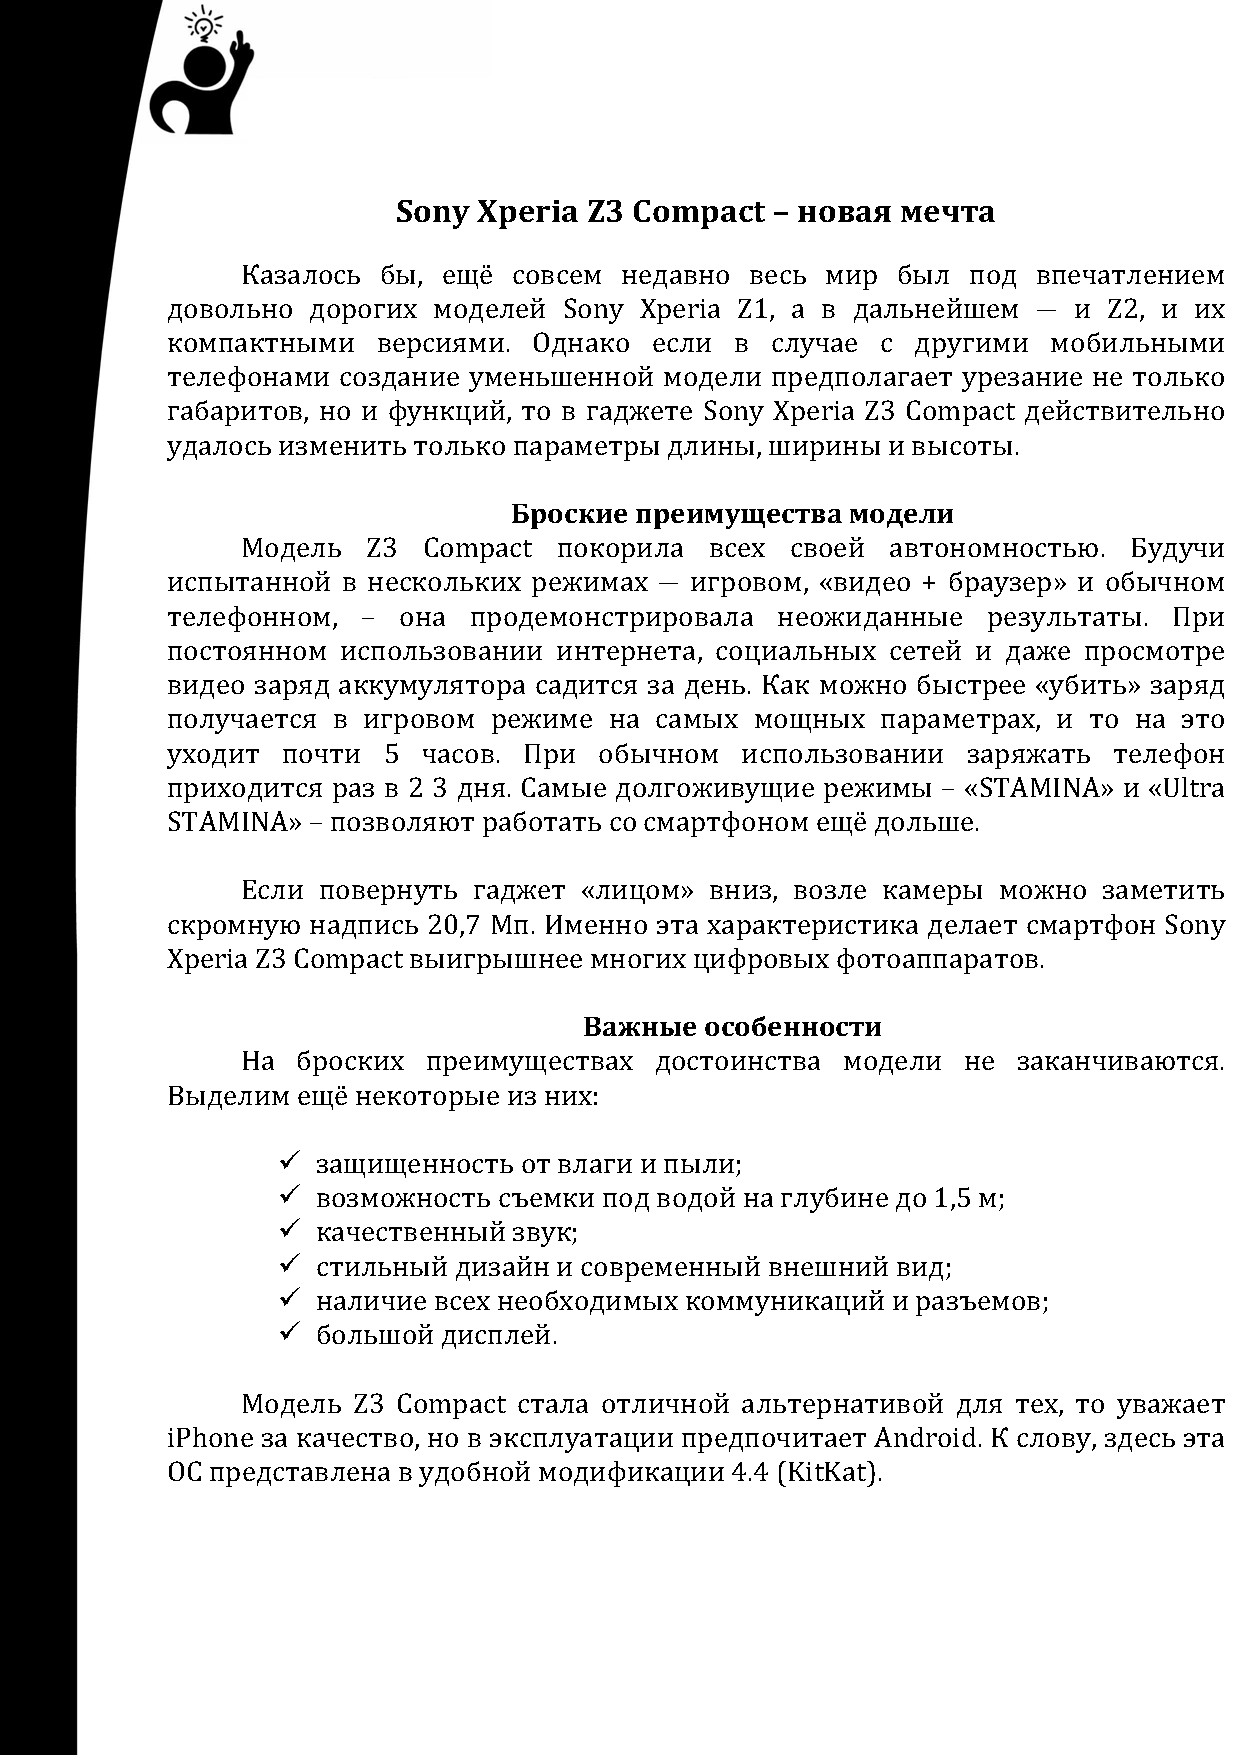 Sony Xperia Z3 Compact – новая мечта
Казалось бы, ещё совсем недавно весь мир был под впечатлением
довольно дорогих моделей Sony Xperia Z1, а в дальнейшем — и Z2, и их
компактными версиями. Однако если в случае с другими мобильными
телефонами создание уменьшенной модели предполагает урезание не только
габаритов, но и функций, то в гаджете Sony Xperia Z3 Compact действительно
удалось изменить только параметры длины, ширины и высоты.
Броские преимущества модели
Модель Z3 Compact покорила всех своей автономностью. Будучи
испытанной в нескольких режимах — игровом, «видео + браузер» и обычном
телефонном, – она продемонстрировала неожиданные результаты. При
постоянном использовании интернета, социальных сетей и даже просмотре
видео заряд аккумулятора садится за день. Как можно быстрее «убить» заряд
получается в игровом режиме на самых мощных параметрах, и то на это
уходит почти 5 часов. При обычном использовании заряжать телефон
приходится раз в 2 3 дня. Самые долгоживущие режимы – «STAMINA» и «Ultra
STAMINA» – позволяют работать со смартфоном ещё дольше.
Если повернуть гаджет «лицом» вниз, возле камеры можно заметить
скромную надпись 20,7 Мп. Именно эта характеристика делает смартфон Sony
Xperia Z3 Compact выигрышнее многих цифровых фотоаппаратов.
Важные особенности
На броских преимуществах достоинства модели не заканчиваются.
Выделим ещё некоторые из них:
✓ защищенность от влаги и пыли;
✓ возможность съемки под водой на глубине до 1,5 м;
✓ качественный звук;
✓ стильный дизайн и современный внешний вид;
✓ наличие всех необходимых коммуникаций и разъемов;
✓ большой дисплей.
Модель Z3 Compact стала отличной альтернативой для тех, то уважает
iPhone за качество, но в эксплуатации предпочитает Android. К слову, здесь эта
ОС представлена в удобной модификации 4.4 (KitKat).